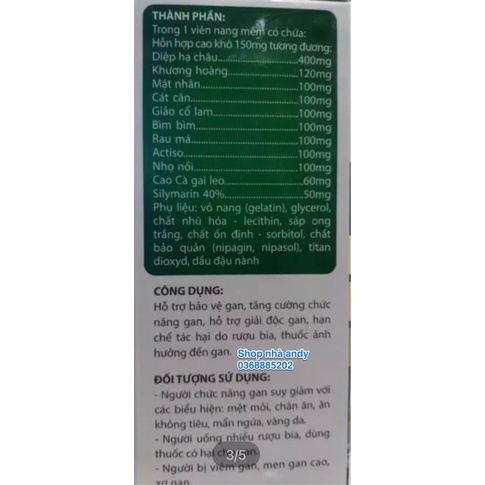 THÀNH PHẦN:
Trong 1 viên nang mềm có chứa:
Hỗn hợp cao khô 150mg tương đương:
Diệp hạ châu....................400mg
Khương hoàng....................120mg
Mật nhân....................100mg
Cát căn....................100mg
Giảo cổ lam....................100mg
Bìm bìm....................100mg
Rau má....................100mg
Actiso....................100mg
Nhọ nồi....................100mg
Cao Cà gai leo....................60mg
Silymarin 40%....................50mg
Phụ liệu: vỏ nang (gelatin), glycerol,
chất nhũ hóa - lecithin, sáp ong
trắng, chất ổn định - sorbitol, chất
bảo quản (nipagin, nipasol), titan
dioxyd, dầu đậu nành
CÔNG DỤNG:
Hỗ trợ bảo vệ gan, tăng cường chức
năng gan, hỗ trợ giải độc gan, hạn
chế tác hại do rượu bia, thuốc ảnh
hưởng đến gan.
Shop nhà andy
0368885202
ĐỐI TƯỢNG SỬ DỤNG:
- Người chức năng gan suy giảm với
các biểu hiện: mệt mỏi, chán ăn, ăn
không tiêu, mẩn ngứa, vàng da.
- Người uống nhiều rượu bia, dùng
thuốc có hại cho gan.
3/5
- Người bị viêm gan, men gan cao,
xơ gan.